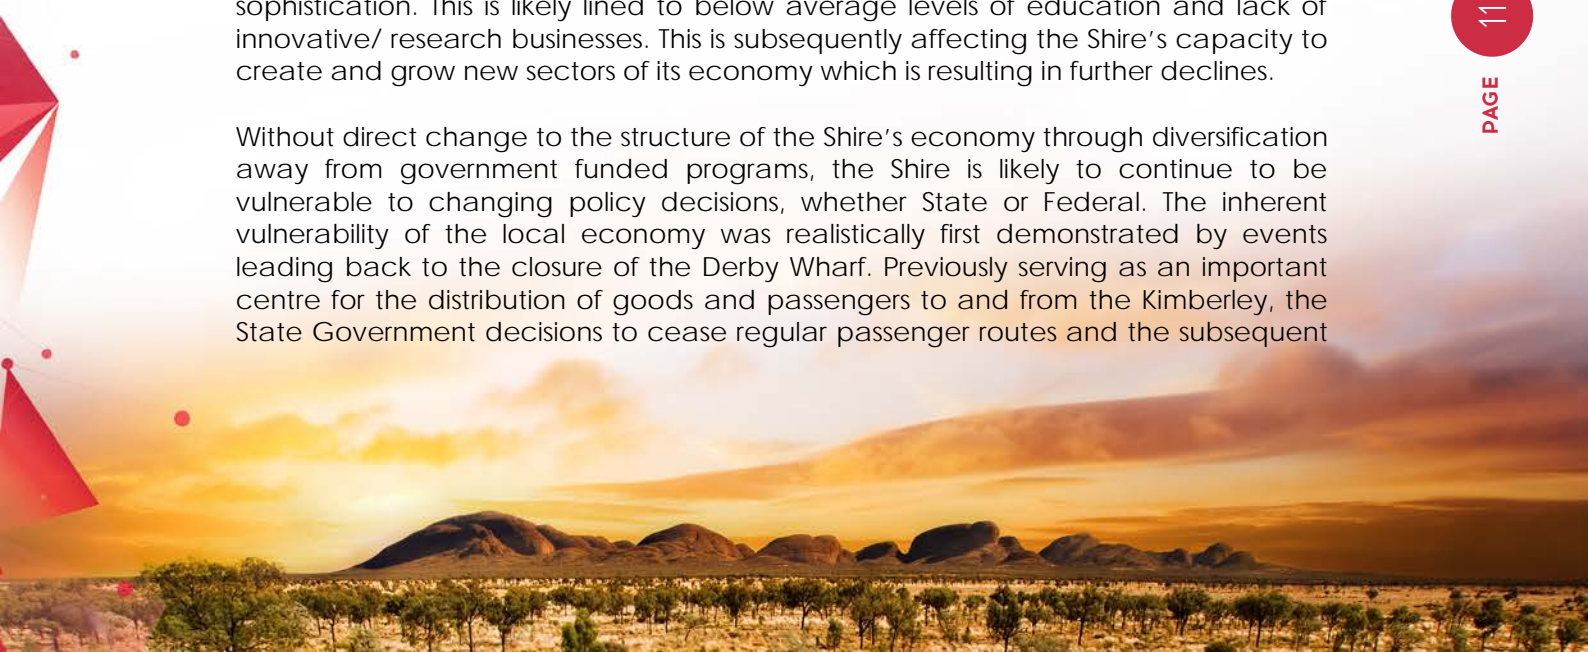 sophistication. This is likely lined to below average levels of education and lack of
innovative/ research businesses. This is subsequently affecting the Shire's capacity to
create and grow new sectors of its economy which is resulting in further declines.
Without direct change to the structure of the Shire's economy through diversification
away from government funded programs, the Shire is likely to continue to be
vulnerable to changing policy decisions, whether State or Federal. The inherent
vulnerability of the local economy was realistically first demonstrated by events
leading back to the closure of the Derby Wharf. Previously serving as an important
centre for the distribution of goods and passengers to and from the Kimberley, the
State Government decisions to cease regular passenger routes and the subsequent
PAGE 11